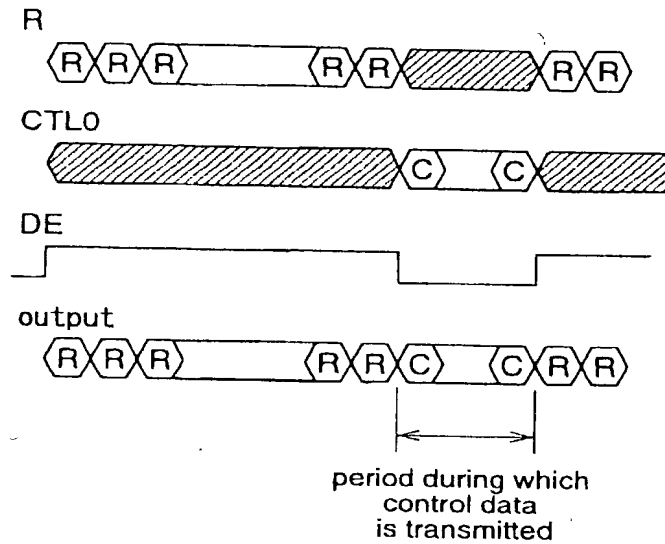 R
R R R R R R R
CTL0
C C
DE
output
R R R R R C C R R
period during which
control data
is transmitted